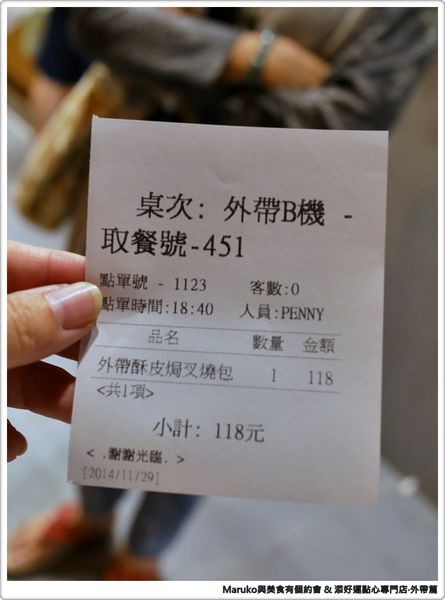 桌次: 外帶B機 -
取餐號-451
點單號 - 1123 客數:0
點單時間:18:40 人員:PENNY
品名 數量 金額
外帶酥皮焗叉燒包 1 118
<共1項>
小計: 118元
< .謝謝光臨. >
[2014/11/29]
Maruko與美食有個約會 & 添好運點心專門店-外帶篇